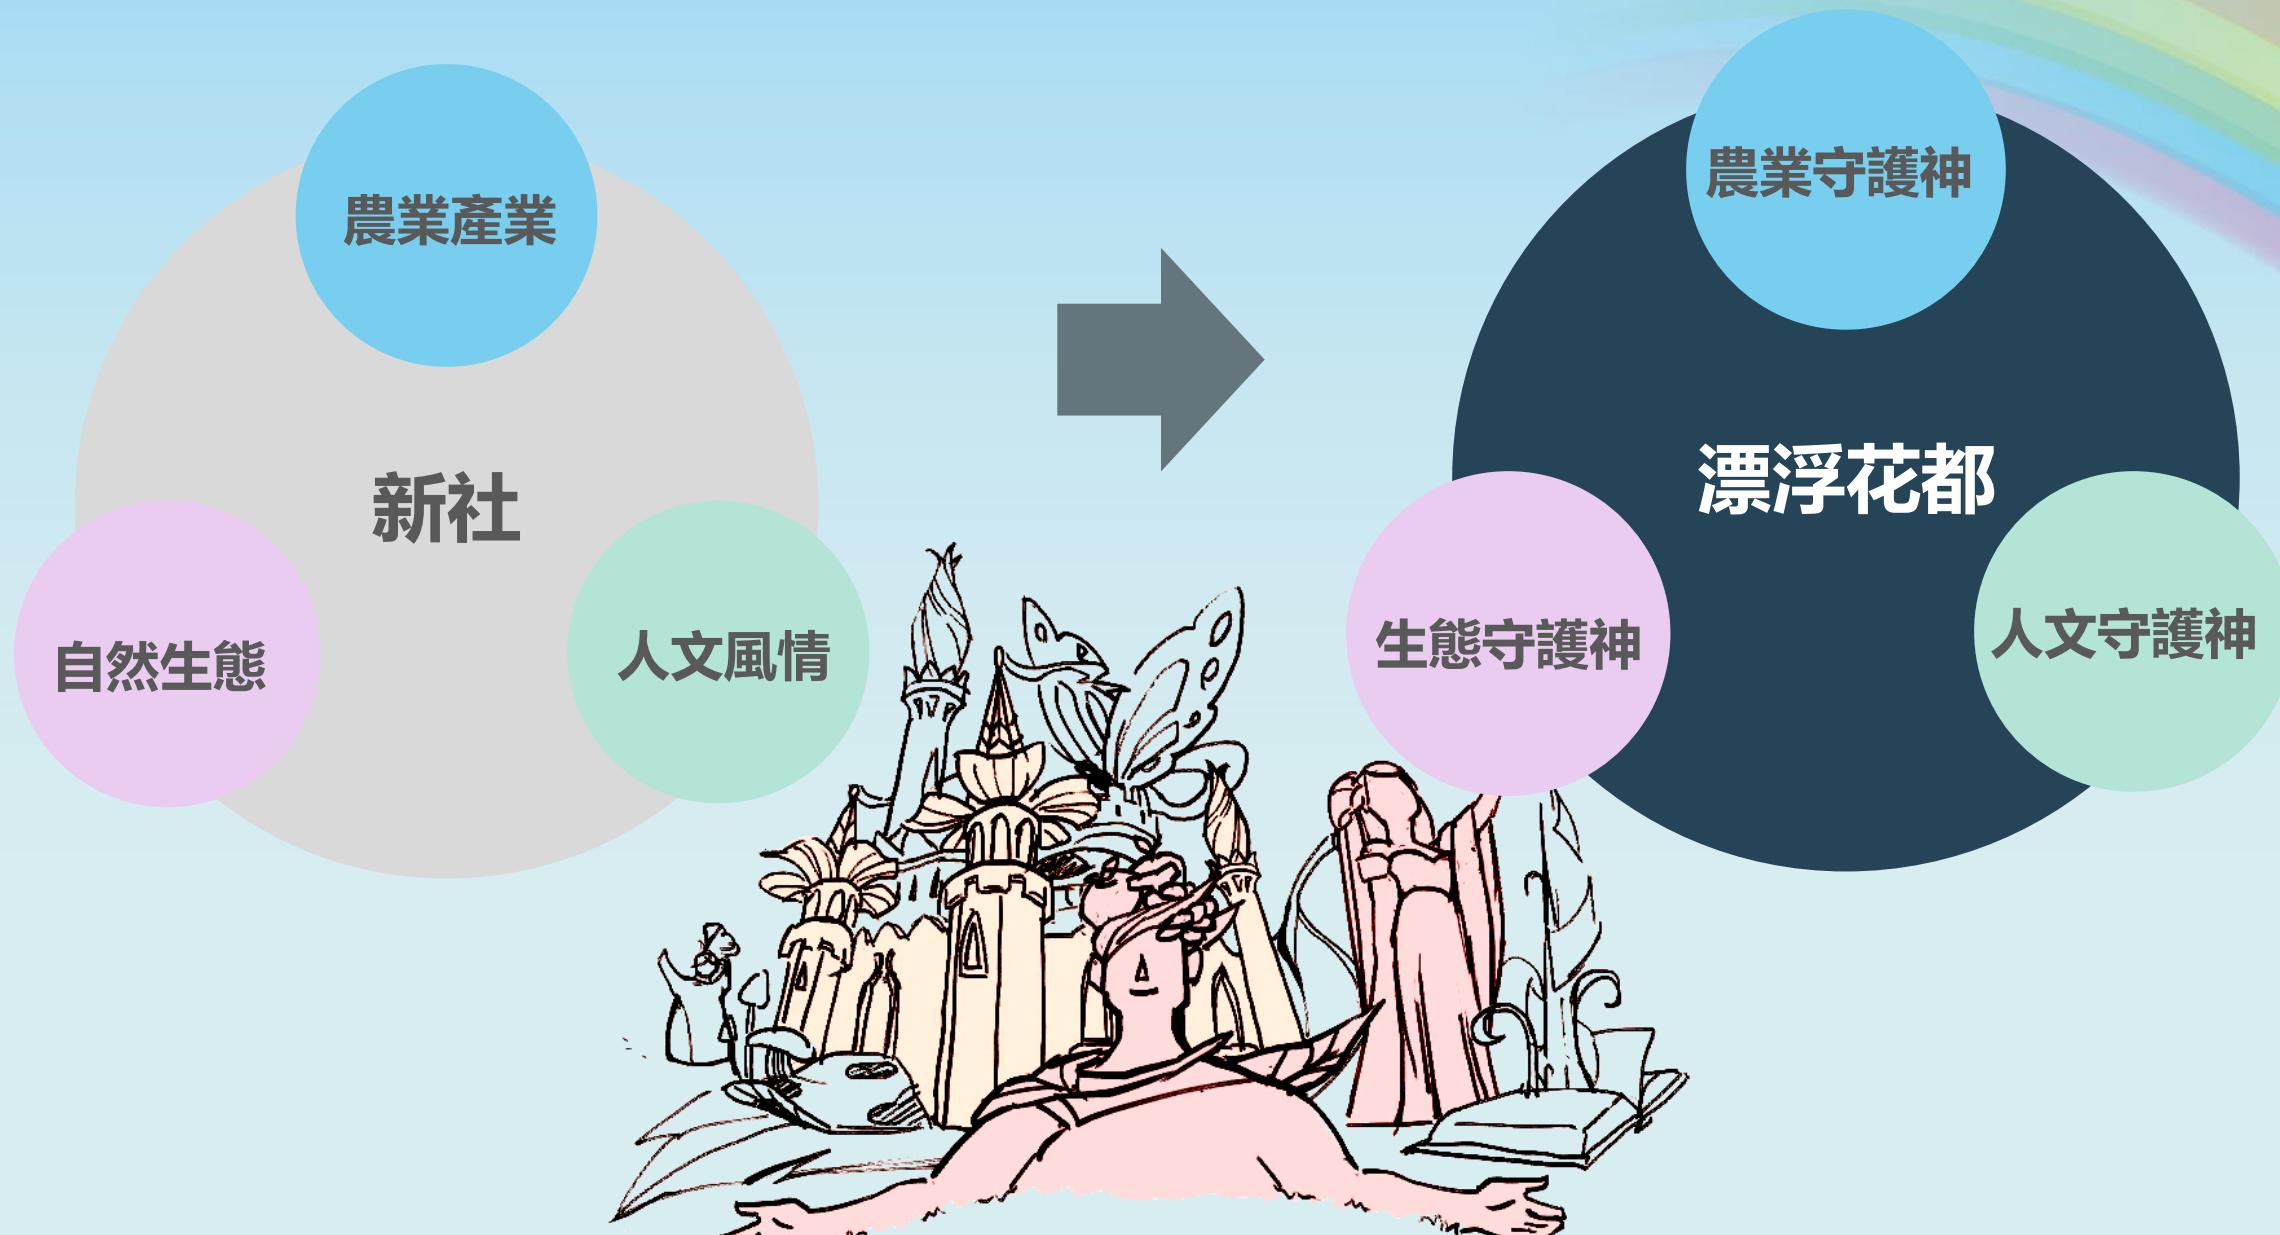 農業產業
新社
自然生態
人文風情
農業守護神
漂浮花都
生態守護神
人文守護神